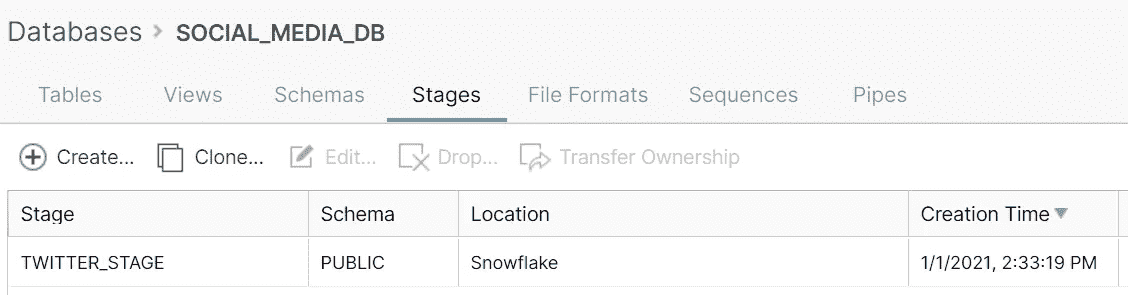 Databases > SOCIAL_MEDIA_DB
Tables Views Schemas Stages File Formats Sequences Pipes
Create... Clone... Edit... Drop... Transfer Ownership
Stage Schema Location Creation Time
TWITTER_STAGE PUBLIC Snowflake 1/1/2021, 2:33:19 PM